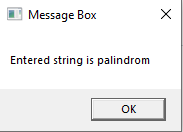 Message Box
Entered string is palindrom
OK